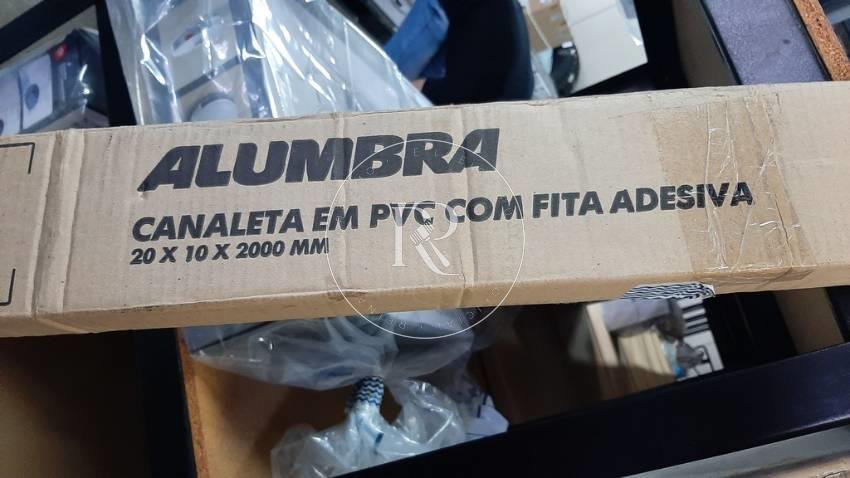 ALUMBRA
CANALETA EM PVC COM FITA ADESIVA
20 X 10 X 2000 MM
R